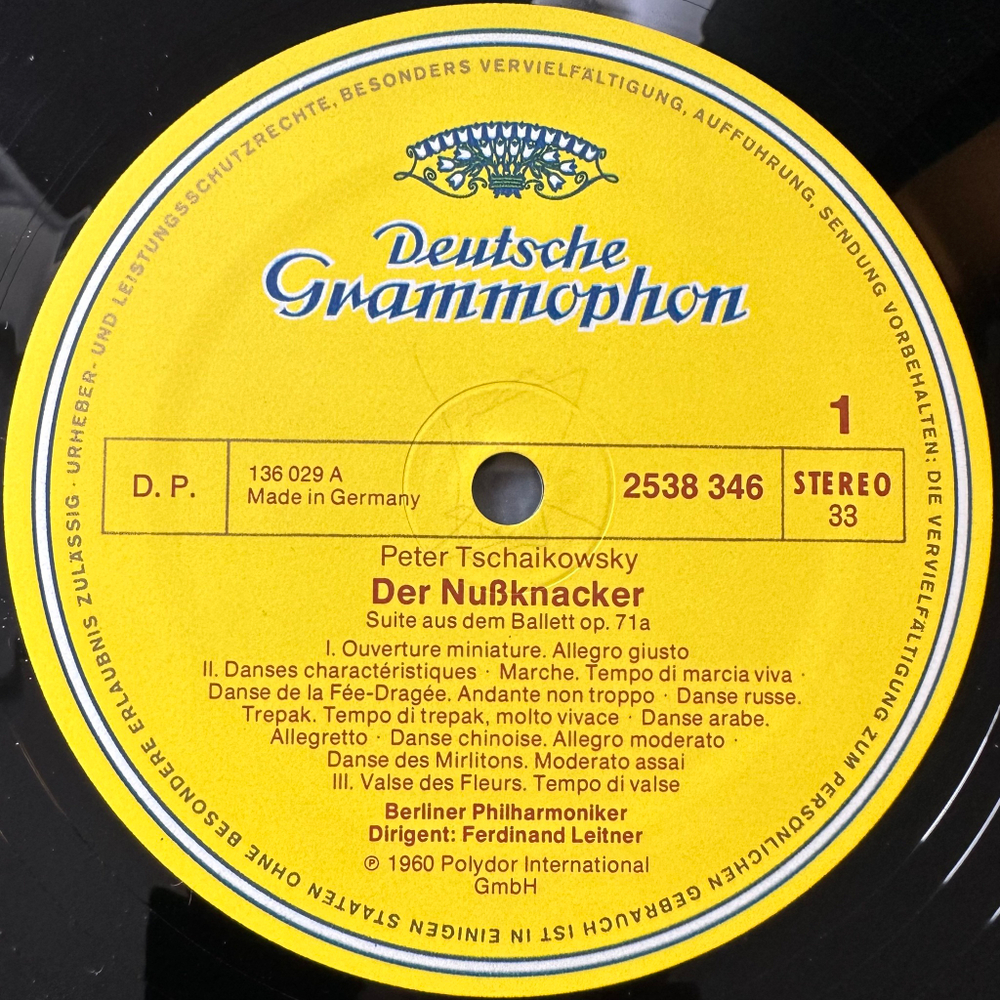 URHEBER- UND LEISTUNGSSCHUTZRECHTE, BESONDERS VERVIELFÄLTIGUNG, AUFFÜHRUNG, SENDUNG VORBEHALTEN: DIE VERVIELFÄLTIGUNG ZUM PERSÖNLICHEN GEBRAUCH IST IN EINIGEN STAATEN OHNE BESONDERE ERLAUBNIS ZULÄSSIG ·
Deutsche
Grammophon
1
D. P.
136 029 A
Made in Germany
2538 346
STEREO
33
Peter Tschaikowsky
Der Nußknacker
Suite aus dem Ballett op. 71a
I. Ouverture miniature. Allegro giusto
II. Danses charactéristiques · Marche. Tempo di marcia viva ·
Danse de la Fée-Dragée. Andante non troppo · Danse russe.
Trepak. Tempo di trepak, molto vivace · Danse arabe.
Allegretto · Danse chinoise. Allegro moderato ·
Danse des Mirlitons. Moderato assai
III. Valse des Fleurs. Tempo di valse
Berliner Philharmoniker
Dirigent: Ferdinand Leitner
℗ 1960 Polydor International
GmbH